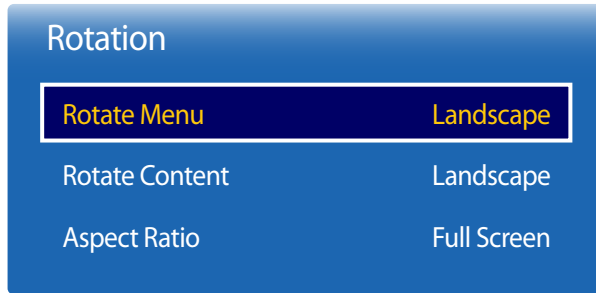 Rotation
Rotate Menu Landscape
Rotate Content Landscape
Aspect Ratio Full Screen